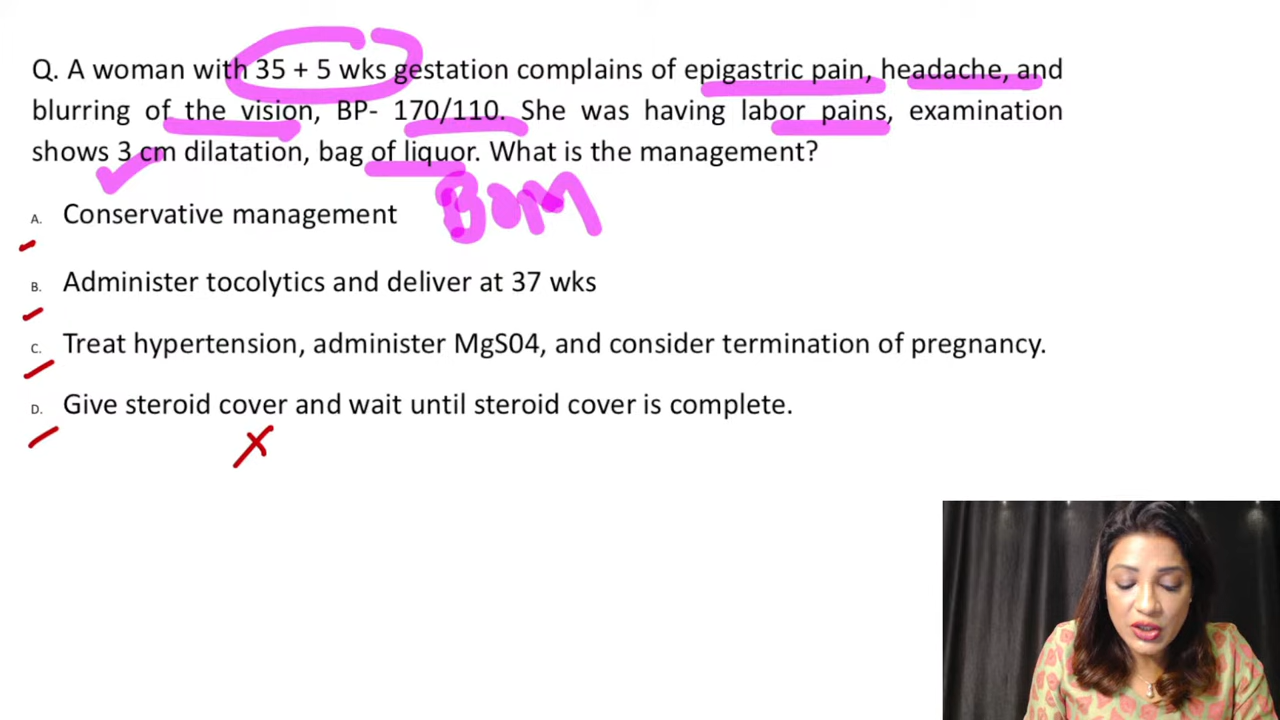 Q. A woman with 35 + 5 wks gestation complains of epigastric pain, headache, and
blurring of the vision, BP- 170/110. She was having labor pains, examination
shows 3 cm dilatation, bag of liquor. What is the management?
BOM
A. Conservative management
B. Administer tocolytics and deliver at 37 wks
C. Treat hypertension, administer MgS04, and consider termination of pregnancy.
D. Give steroid cover and wait until steroid cover is complete.